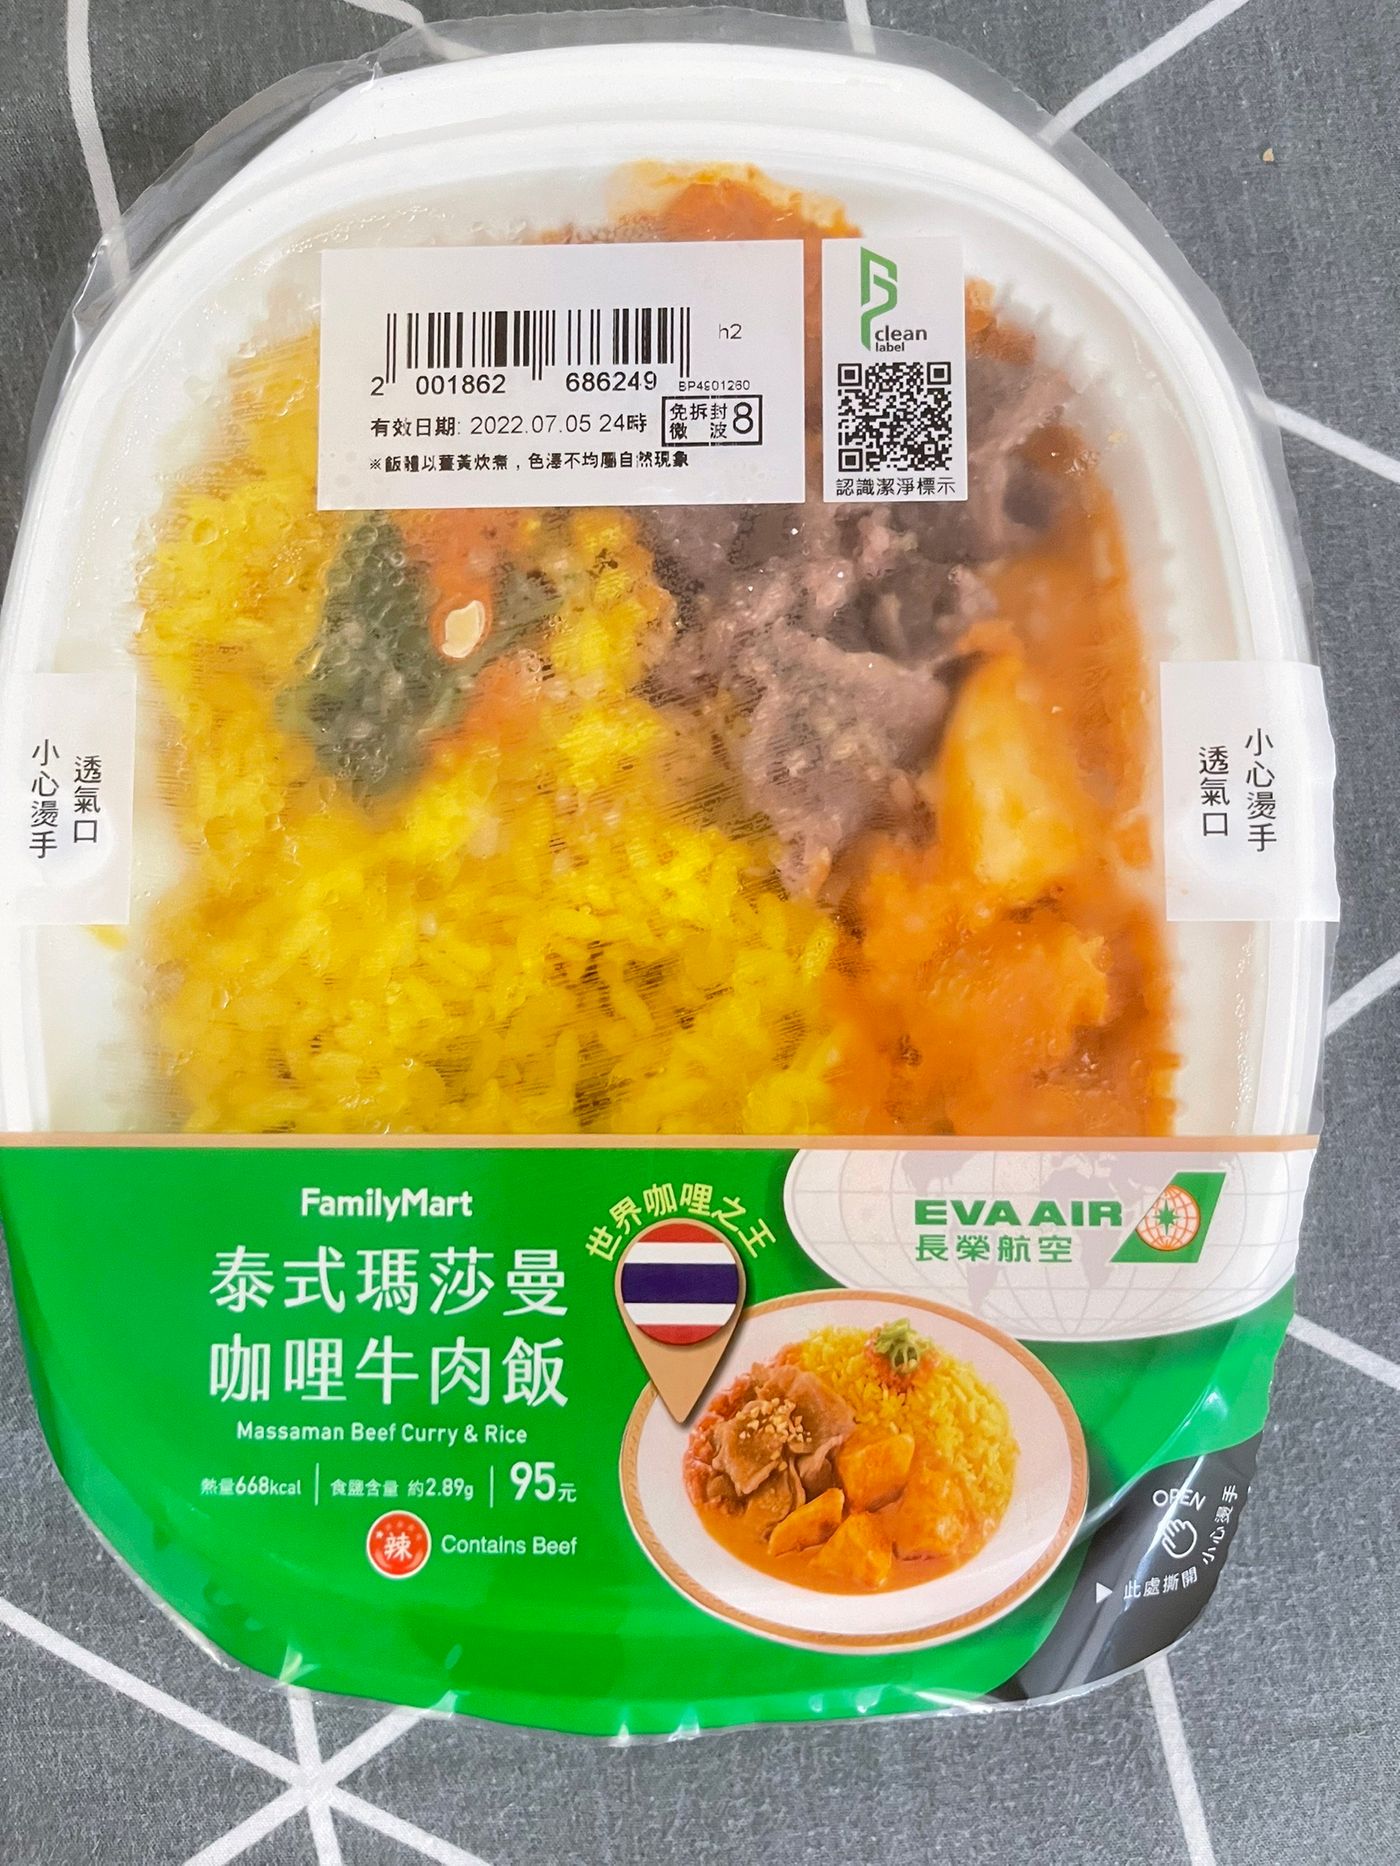 h2
2 001862 686249
BP4901260
有效日期: 2022.07.05 24時
免拆封
微 波
8
※飯體以薑黃炊煮，色澤不均屬自然現象
clean
label
認識潔淨標示
透氣口
小心燙手
小心燙手
透氣口
FamilyMart
泰式瑪莎曼
咖哩牛肉飯
Massaman Beef Curry & Rice
熱量668kcal | 食鹽含量 約2.89g | 95元
辣
Contains Beef
世界咖哩之王
EVA AIR
長榮航空
OPEN
小心燙手
此處撕開